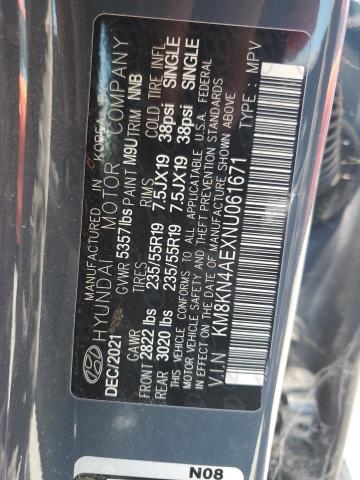 MANUFACTURED IN KOREA
HYUNDAI MOTOR COMPANY
DEC/2021 GVWR 5357lbs PAINT M9U TRIM NNB
GAWR TIRES RIMS COLD TIRE INFL
FRONT 2822 lbs 235/55R19 7.5JX19 38psi SINGLE
REAR 3020 lbs 235/55R19 7.5JX19 38psi SINGLE
THIS VEHICLE CONFORMS TO ALL APPLICABLE U.S.A. FEDERAL
MOTOR VEHICLE SAFETY AND BUMPER STANDARDS IN
EFFECT ON THE DATE OF MANUFACTURE SHOWN ABOVE
V.I.N KM8KN4AEXNU061671 TYPE : MPV
N08